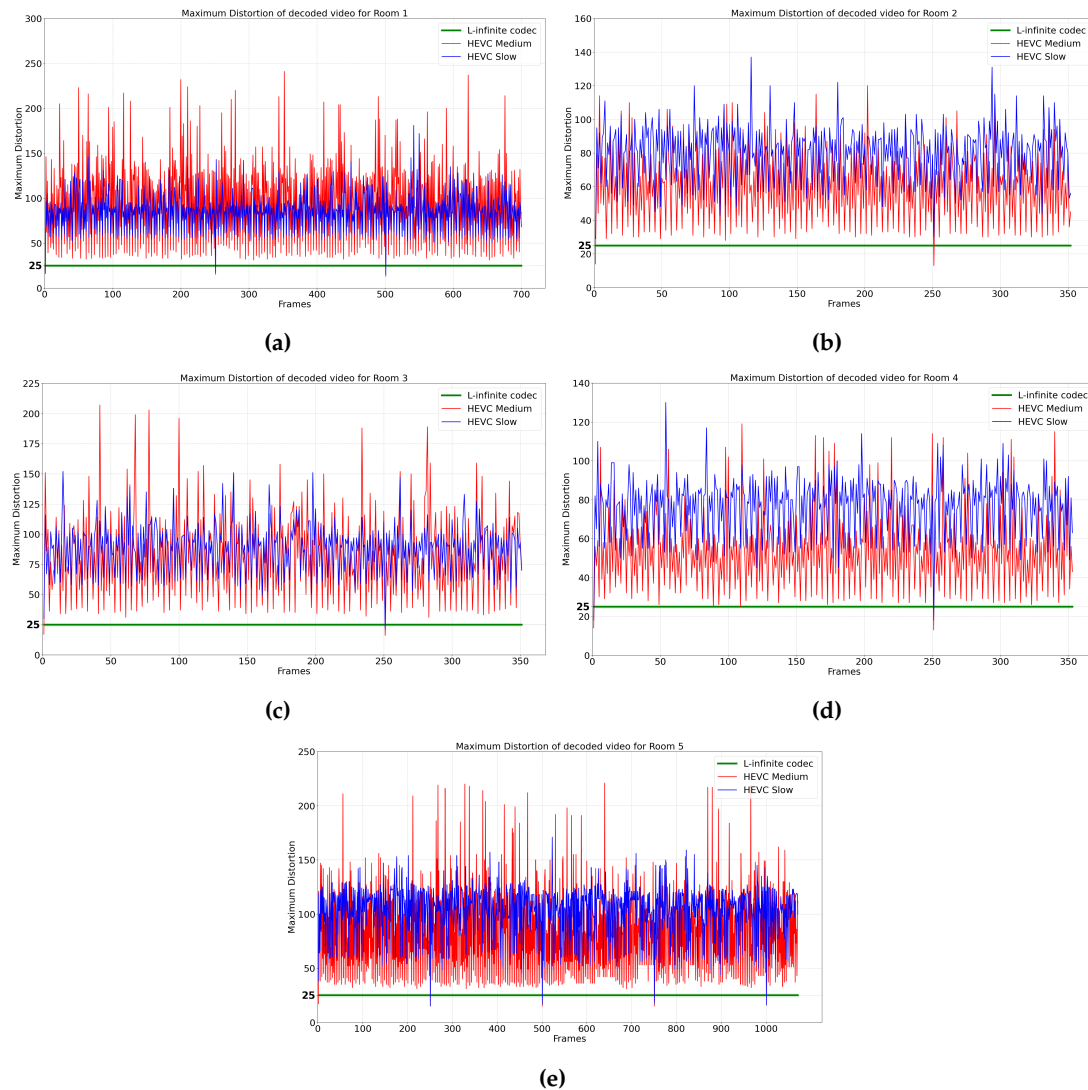 Maximum Distortion of decoded video for Room 1
300
250
200
150
100
50
25
0
Maximum Distortion
L-infinite codec
HEVC Medium
HEVC Slow
0 100 200 300 400 500 600 700
Frames
(a)
Maximum Distortion of decoded video for Room 2
160
140
120
100
80
60
40
25
20
0
Maximum Distortion
L-infinite codec
HEVC Medium
HEVC Slow
0 50 100 150 200 250 300 350
Frames
(b)
Maximum Distortion of decoded video for Room 3
225
200
175
150
125
100
75
50
25
0
Maximum Distortion
L-infinite codec
HEVC Medium
HEVC Slow
0 50 100 150 200 250 300 350
Frames
(c)
Maximum Distortion of decoded video for Room 4
140
120
100
80
60
40
25
20
0
Maximum Distortion
L-infinite codec
HEVC Medium
HEVC Slow
0 50 100 150 200 250 300 350
Frames
(d)
Maximum Distortion of decoded video for Room 5
250
200
150
100
50
25
0
Maximum Distortion
L-infinite codec
HEVC Medium
HEVC Slow
0 100 200 300 400 500 600 700 800 900 1000
Frames
(e)